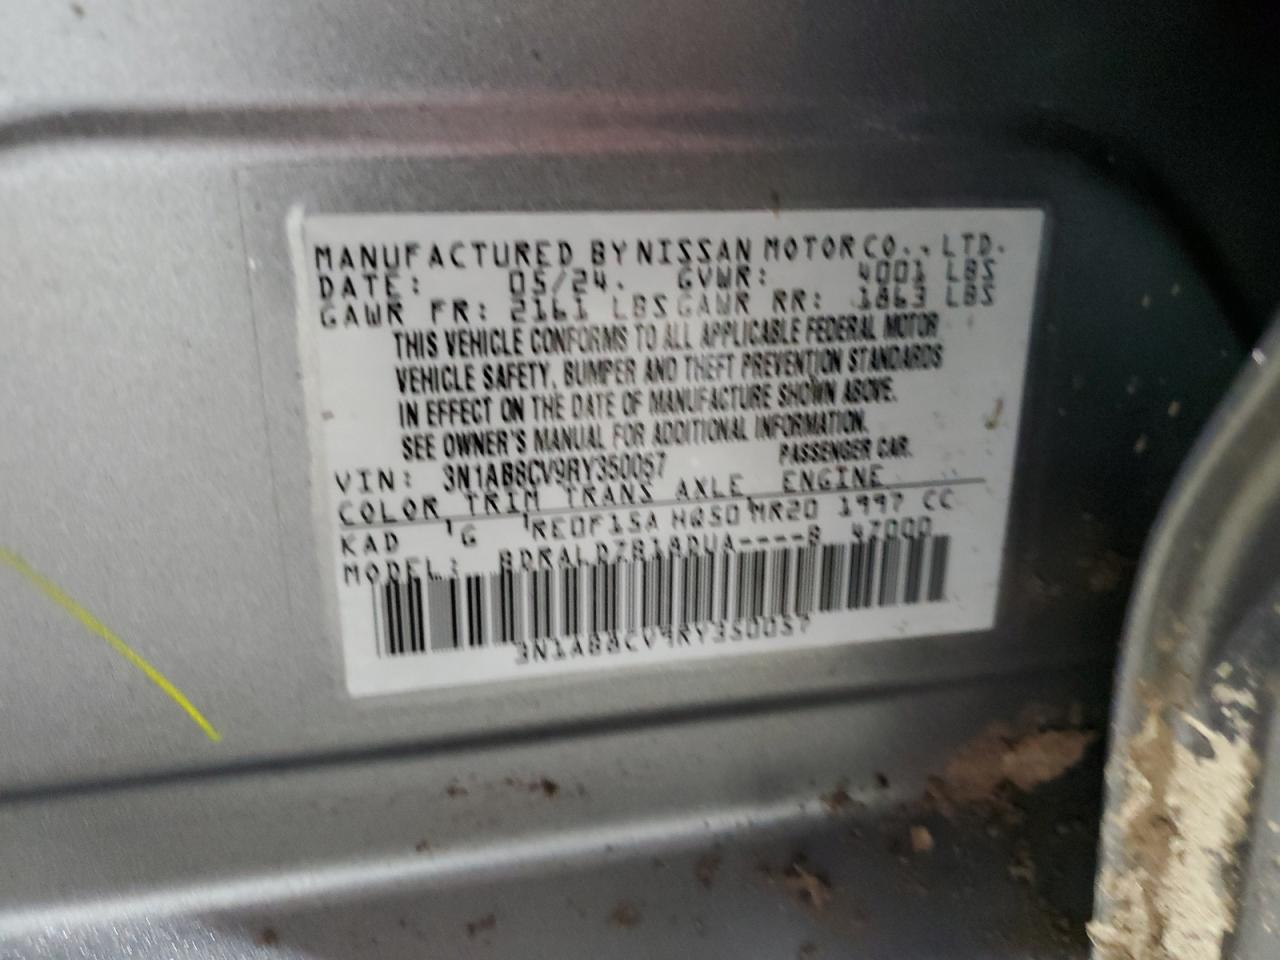 MANUFACTURED BY NISSAN MOTOR CO., LTD.
DATE: 05/24. GVWR: 4001 LBS
GAWR FR: 2161 LBS GAWR RR: 1863 LBS
THIS VEHICLE CONFORMS TO ALL APPLICABLE FEDERAL MOTOR
VEHICLE SAFETY, BUMPER AND THEFT PREVENTION STANDARDS
IN EFFECT ON THE DATE OF MANUFACTURE SHOWN ABOVE.
SEE OWNER'S MANUAL FOR ADDITIONAL INFORMATION.
PASSENGER CAR.
VIN: 3N1AB8CV9RY350057
COLOR TRIM TRANS AXLE ENGINE
KAD G RE0F15A HQ50 MR20 1997 CC
MODEL: 47000
3N1AB8CV9RY350057